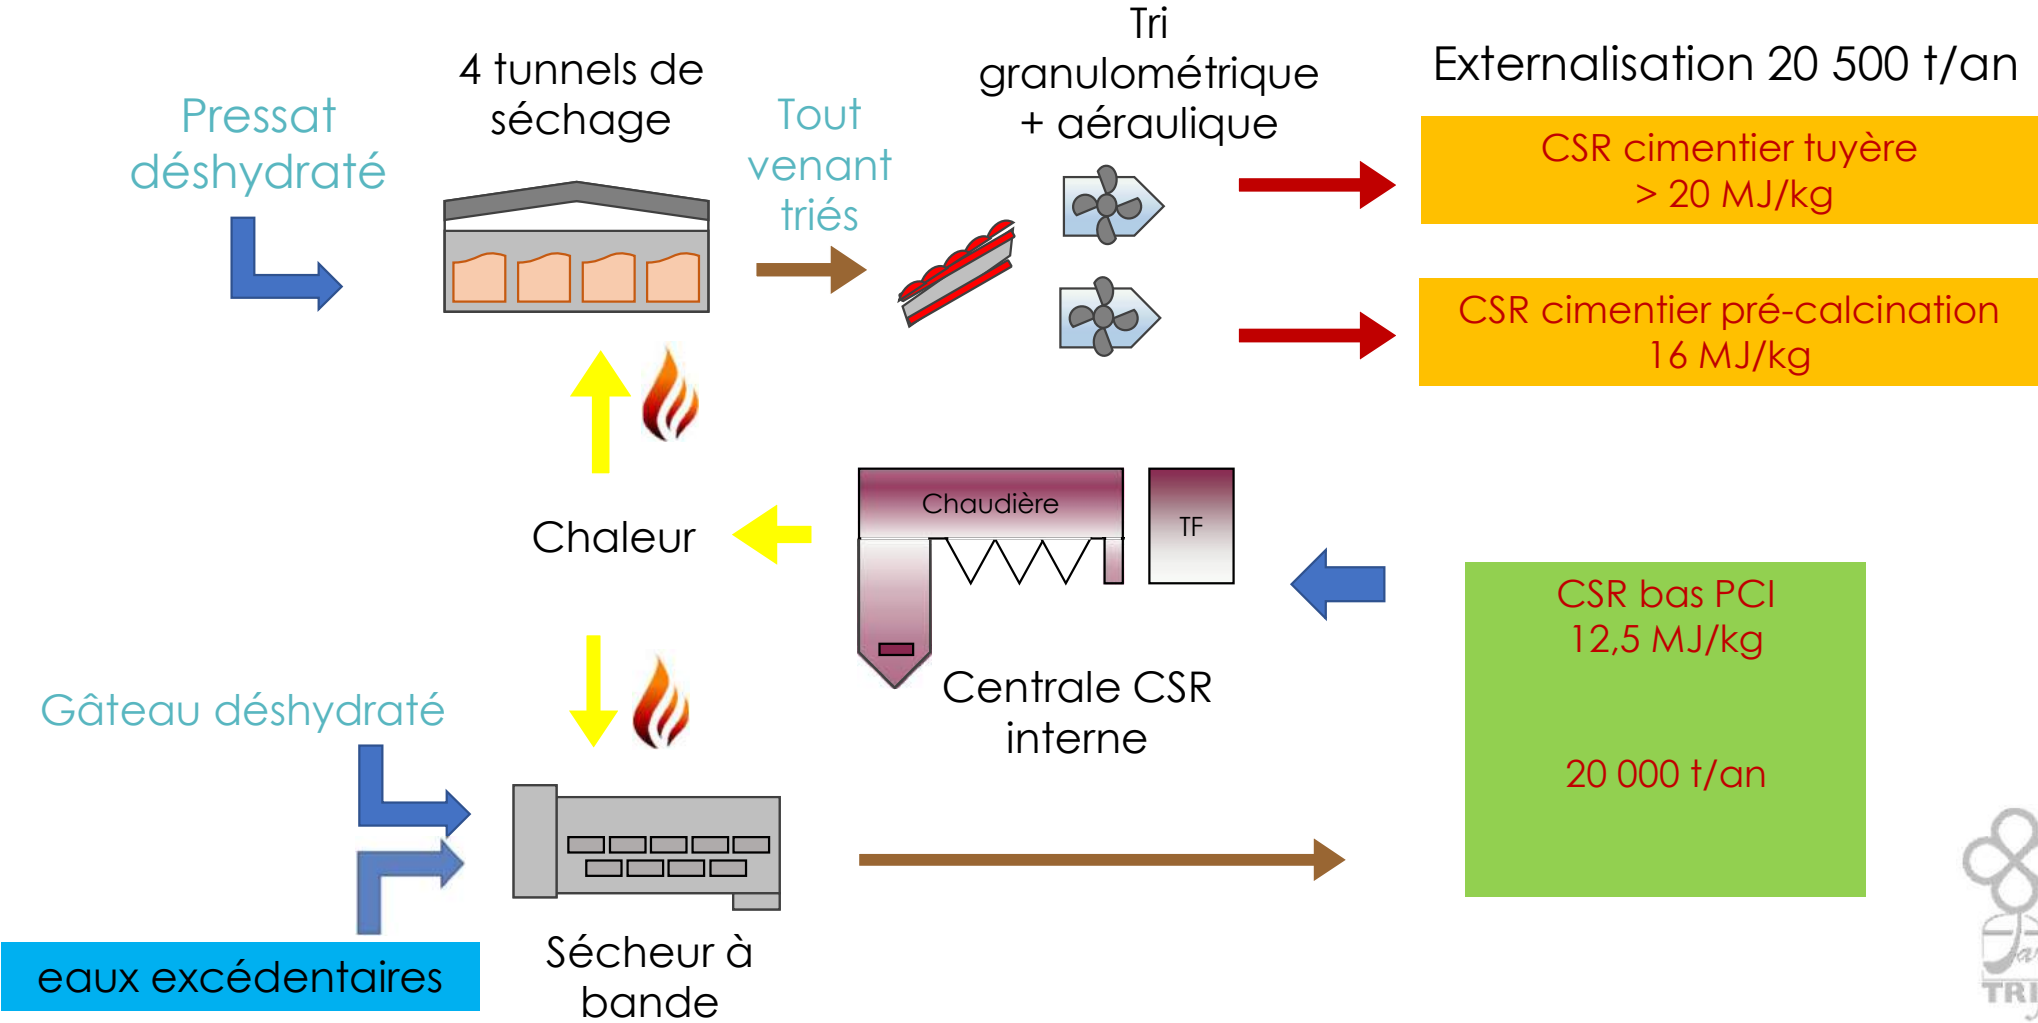 Tri
granulométrique
+ aéraulique
4 tunnels de
séchage
Externalisation 20 500 t/an
Pressat
déshydraté
Tout
venant
triés
CSR cimentier tuyère
> 20 MJ/kg
CSR cimentier pré-calcination
16 MJ/kg
Chaudière
TF
Chaleur
CSR bas PCI
12,5 MJ/kg
20 000 t/an
Centrale CSR
interne
Gâteau déshydraté
eaux excédentaires
Sécheur à
bande
TRI